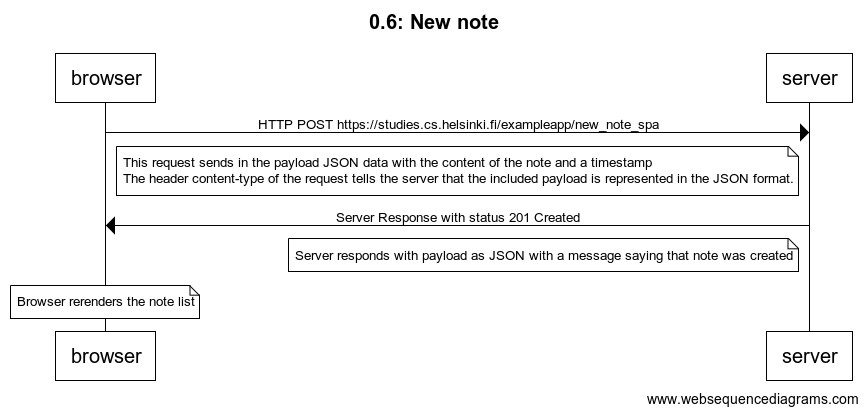 0.6: New note
browser
server
HTTP POST https://studies.cs.helsinki.fi/exampleapp/new_note_spa
This request sends in the payload JSON data with the content of the note and a timestamp
The header content-type of the request tells the server that the included payload is represented in the JSON format.
Server Response with status 201 Created
Server responds with payload as JSON with a message saying that note was created
Browser rerenders the note list
browser
server
www.websequencediagrams.com